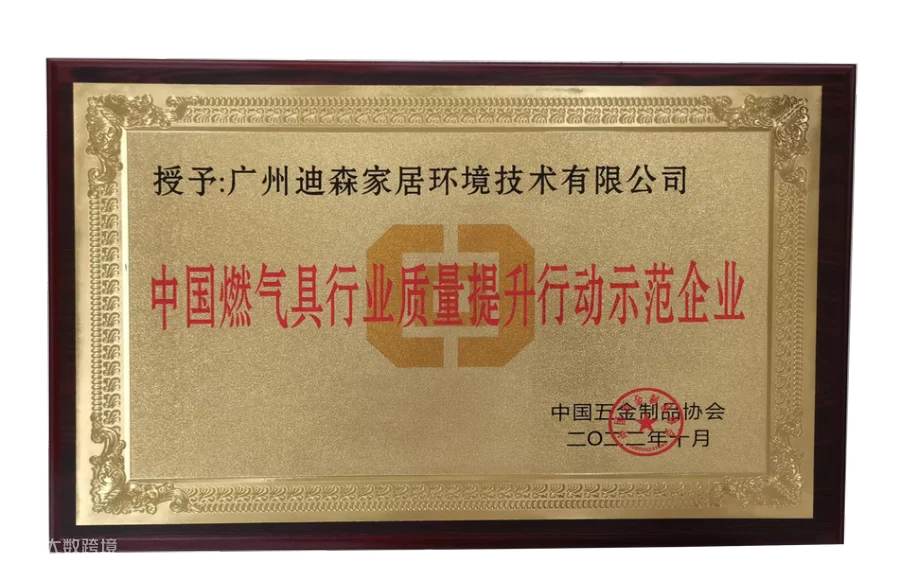 授予:广州迪森家居环境技术有限公司
中国燃气具行业质量提升行动示范企业
中国五金制品协会
二〇二二年十月
大数跨境